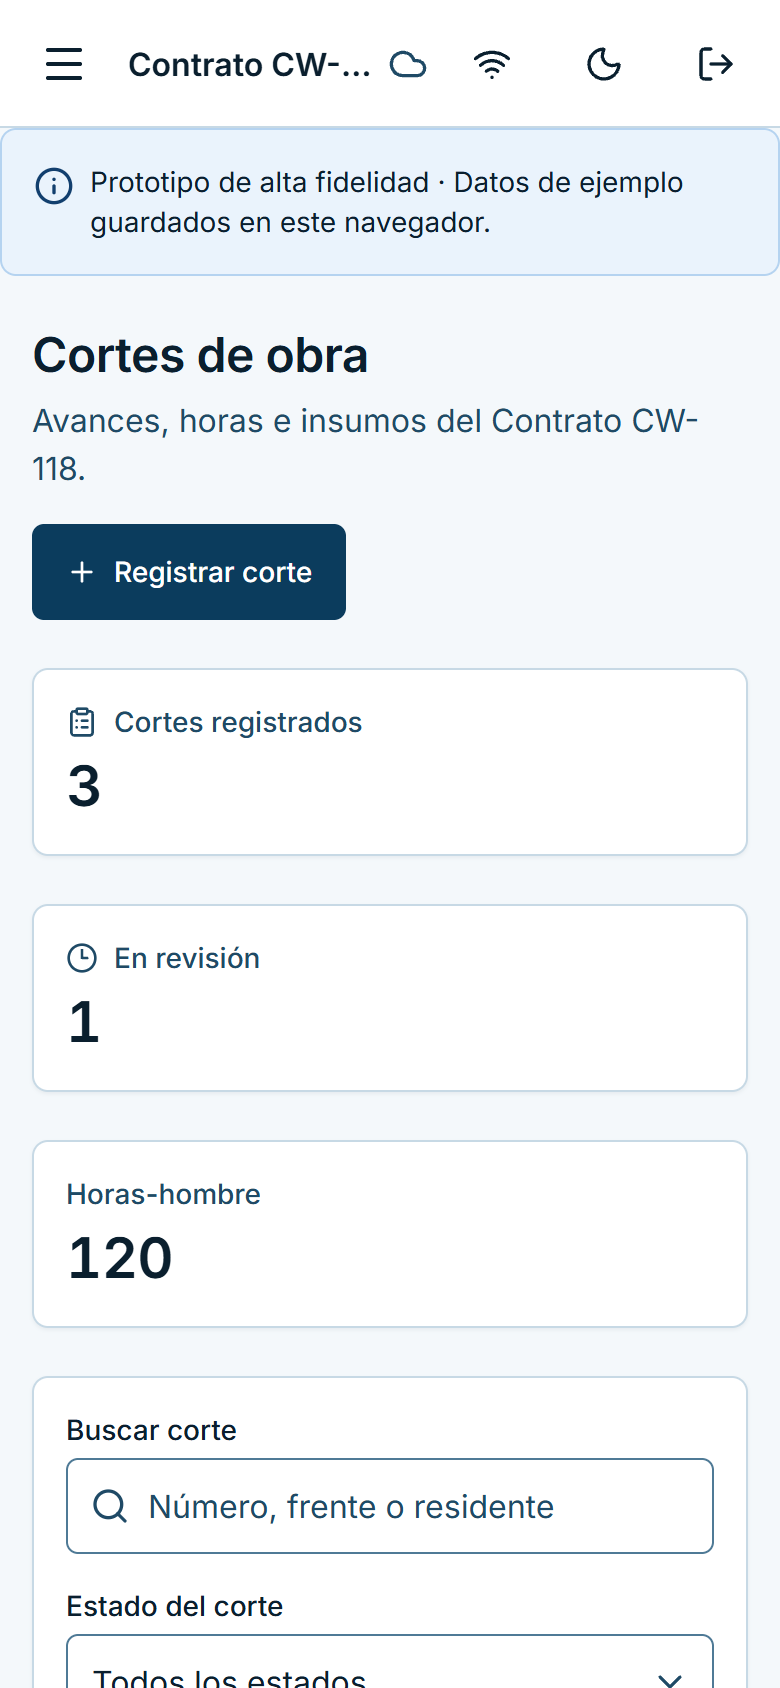 Contrato CW-...
Prototipo de alta fidelidad · Datos de ejemplo
guardados en este navegador.
Cortes de obra
Avances, horas e insumos del Contrato CW-
118.
Registrar corte
Cortes registrados
3
En revisión
1
Horas-hombre
120
Buscar corte
Número, frente o residente
Estado del corte
Todos los estados